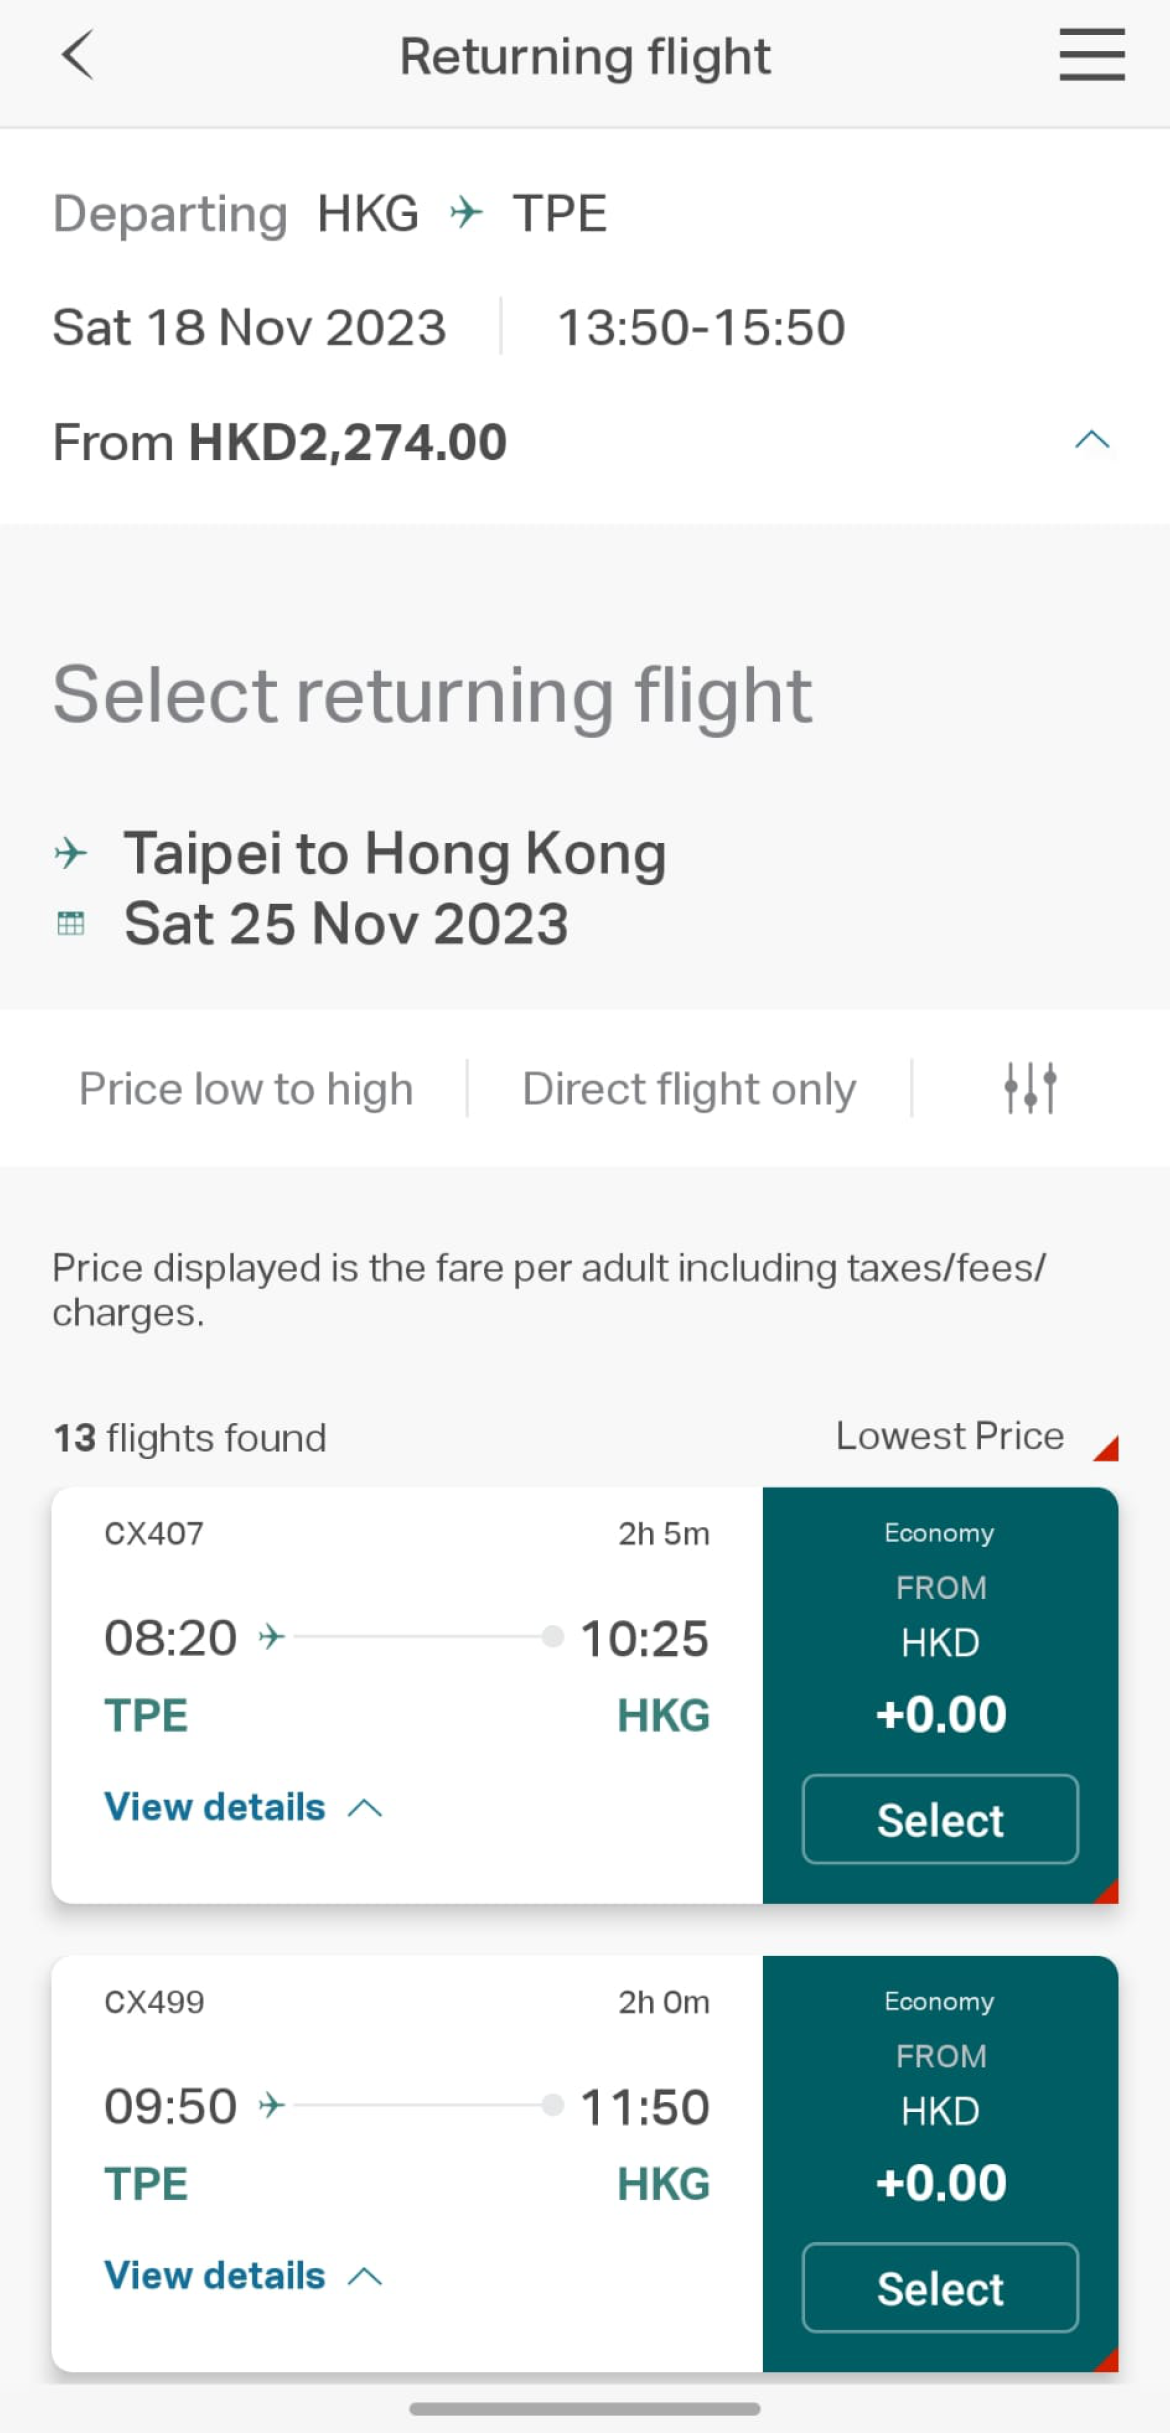 Returning flight
Departing HKG TPE
Sat 18 Nov 2023 13:50-15:50
From HKD2,274.00
Select returning flight
Taipei to Hong Kong
Sat 25 Nov 2023
Price low to high Direct flight only
Price displayed is the fare per adult including taxes/fees/
charges.
13 flights found Lowest Price
CX407 2h 5m
08:20 10:25
TPE HKG
View details
Economy
FROM
HKD
+0.00
Select
CX499 2h 0m
09:50 11:50
TPE HKG
View details
Economy
FROM
HKD
+0.00
Select